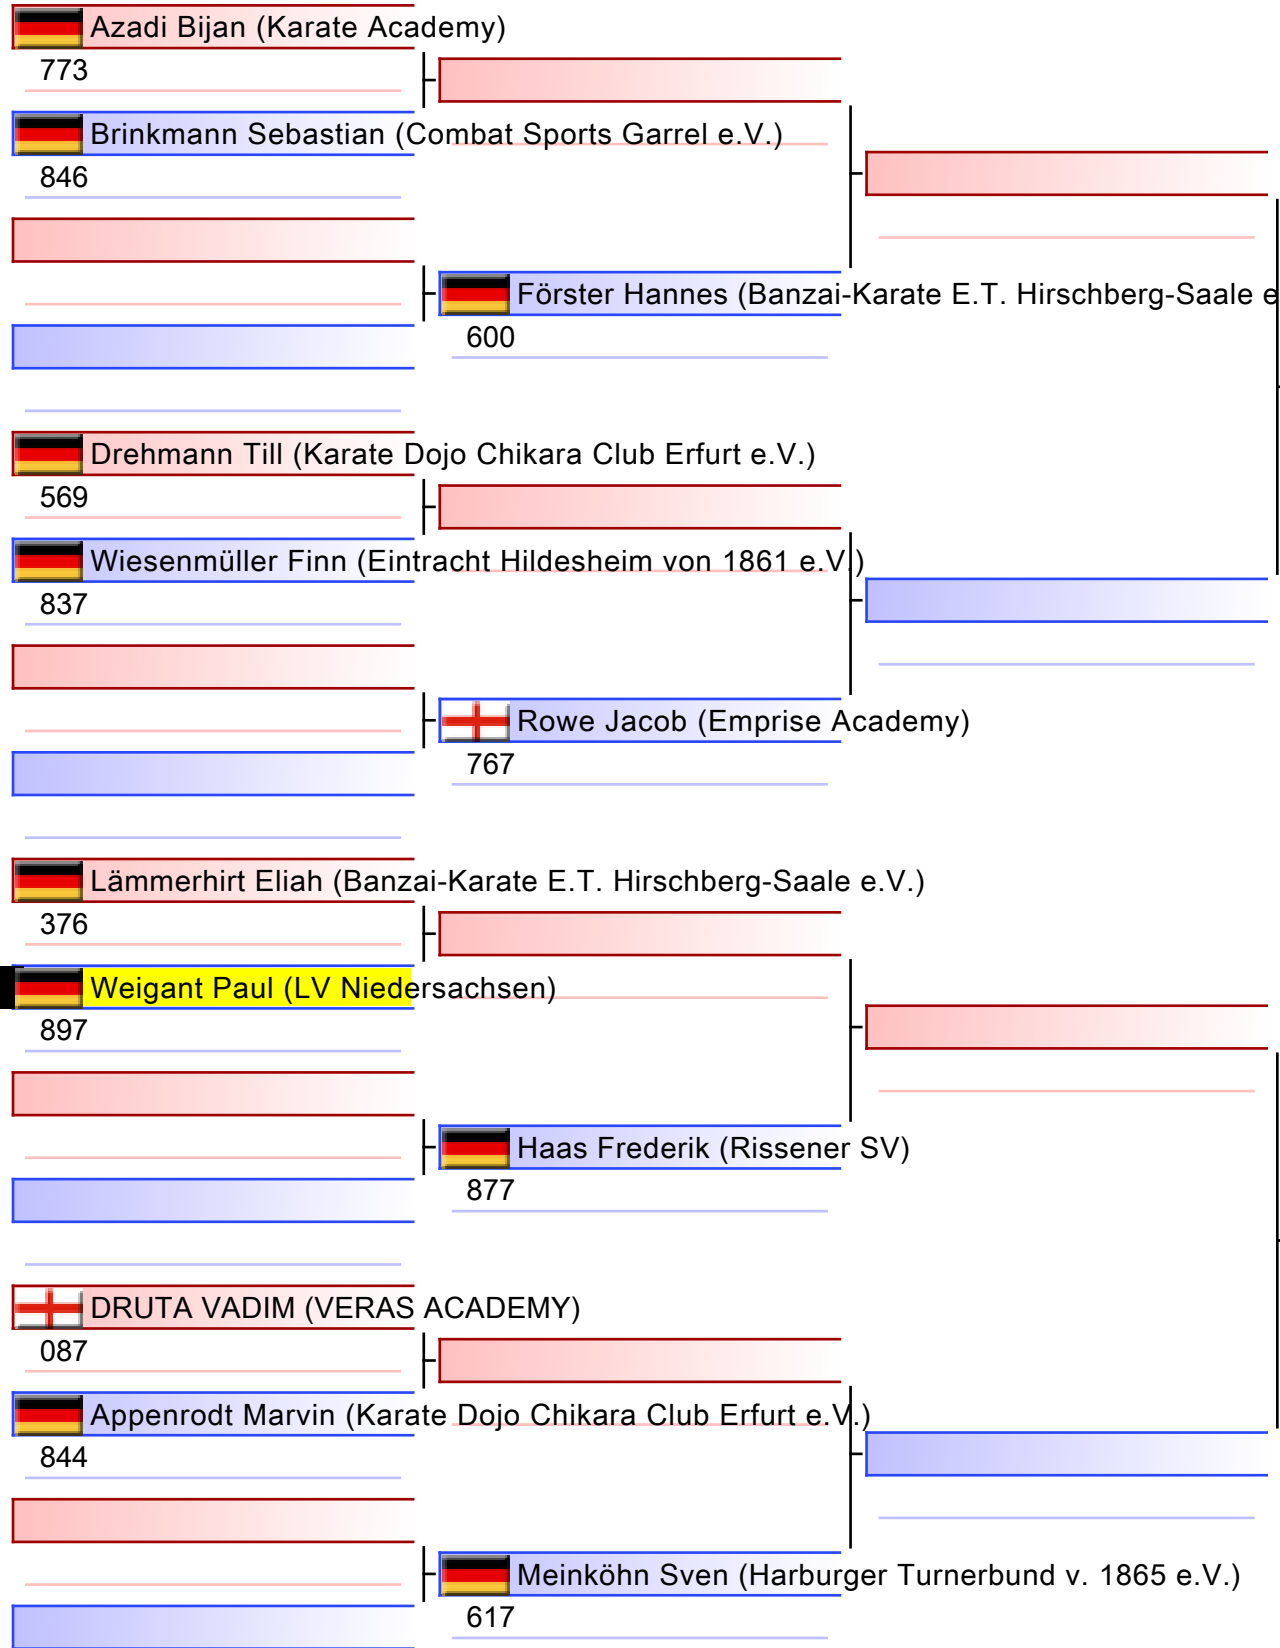 Azadi Bijan (Karate Academy)
773
Brinkmann Sebastian (Combat Sports Garrel e.V.)
846
Förster Hannes (Banzai-Karate E.T. Hirschberg-Saale e
600
Drehmann Till (Karate Dojo Chikara Club Erfurt e.V.)
569
Wiesenmüller Finn (Eintracht Hildesheim von 1861 e.V.)
837
Rowe Jacob (Emprise Academy)
767
Lämmerhirt Eliah (Banzai-Karate E.T. Hirschberg-Saale e.V.)
376
Weigant Paul (LV Niedersachsen)
897
Haas Frederik (Rissener SV)
877
DRUTA VADIM (VERAS ACADEMY)
087
Appenrodt Marvin (Karate Dojo Chikara Club Erfurt e.V.)
844
Meinköhn Sven (Harburger Turnerbund v. 1865 e.V.)
617